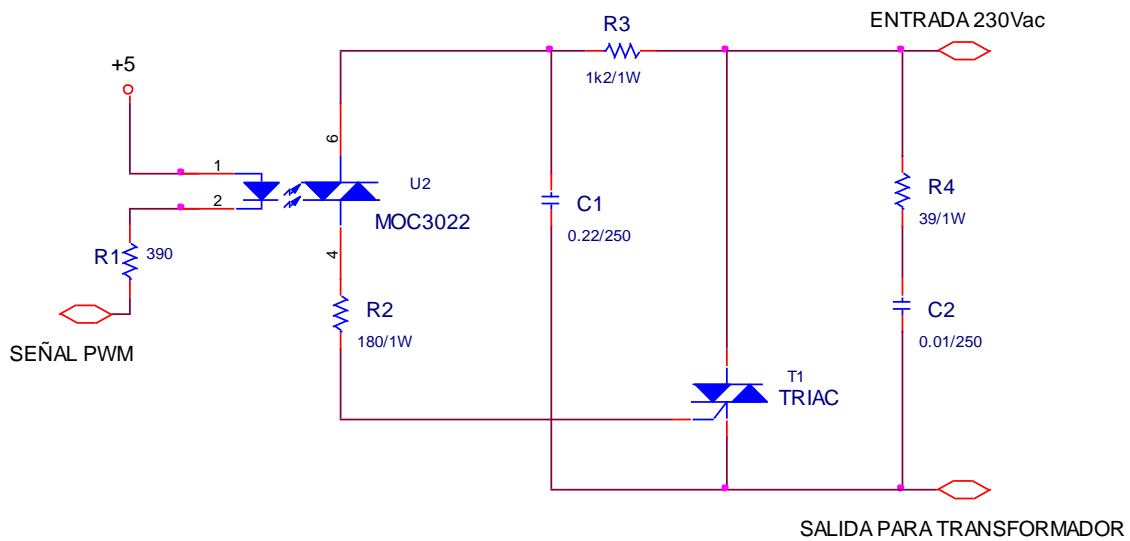 ENTRADA 230Vac
R3
1k2/1W
+5
6
1
U2
MOC3022
2
C1
0.22/250
R4
39/1W
R1
390
4
R2
180/1W
C2
0.01/250
SEÑAL PWM
T1
TRIAC
SALIDA PARA TRANSFORMADOR